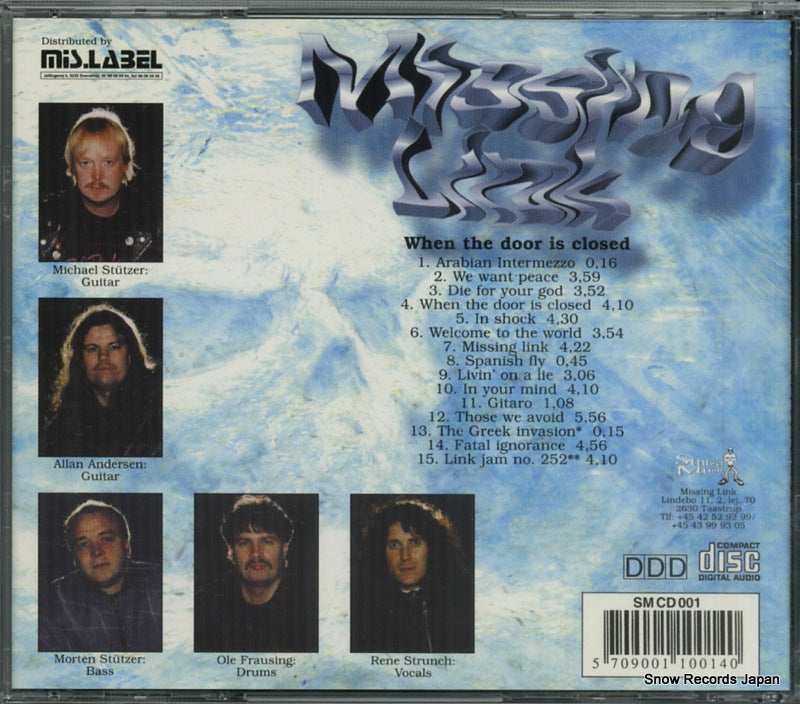 Distributed by
MIS.LABEL
Missing
Link
When the door is closed
1. Arabian Intermezzo 0,16
2. We want peace 3,59
3. Die for your god 3,52
4. When the door is closed 4,10
5. In shock 4,30
6. Welcome to the world 3,54
7. Missing link 4,22
8. Spanish fly 0,45
9. Livin' on a lie 3,06
10. In your mind 4,10
11. Gitaro 1,08
12. Those we avoid 5,56
13. The Greek invasion* 0,15
14. Fatal ignorance 4,56
15. Link jam no. 252** 4,10
Michael Stützer:
Guitar
Allan Andersen:
Guitar
Morten Stützer:
Bass
Ole Frausing:
Drums
Rene Strunch:
Vocals
Music
Missing Link
Lindebo 11, 2. lej. 70
2630 Taastrup
Tlf: +45 42 52 92 99/
+45 43 99 93 05
DDD
COMPACT
disc
DIGITAL AUDIO
SM CD 001
5 709001 100140
Snow Records Japan